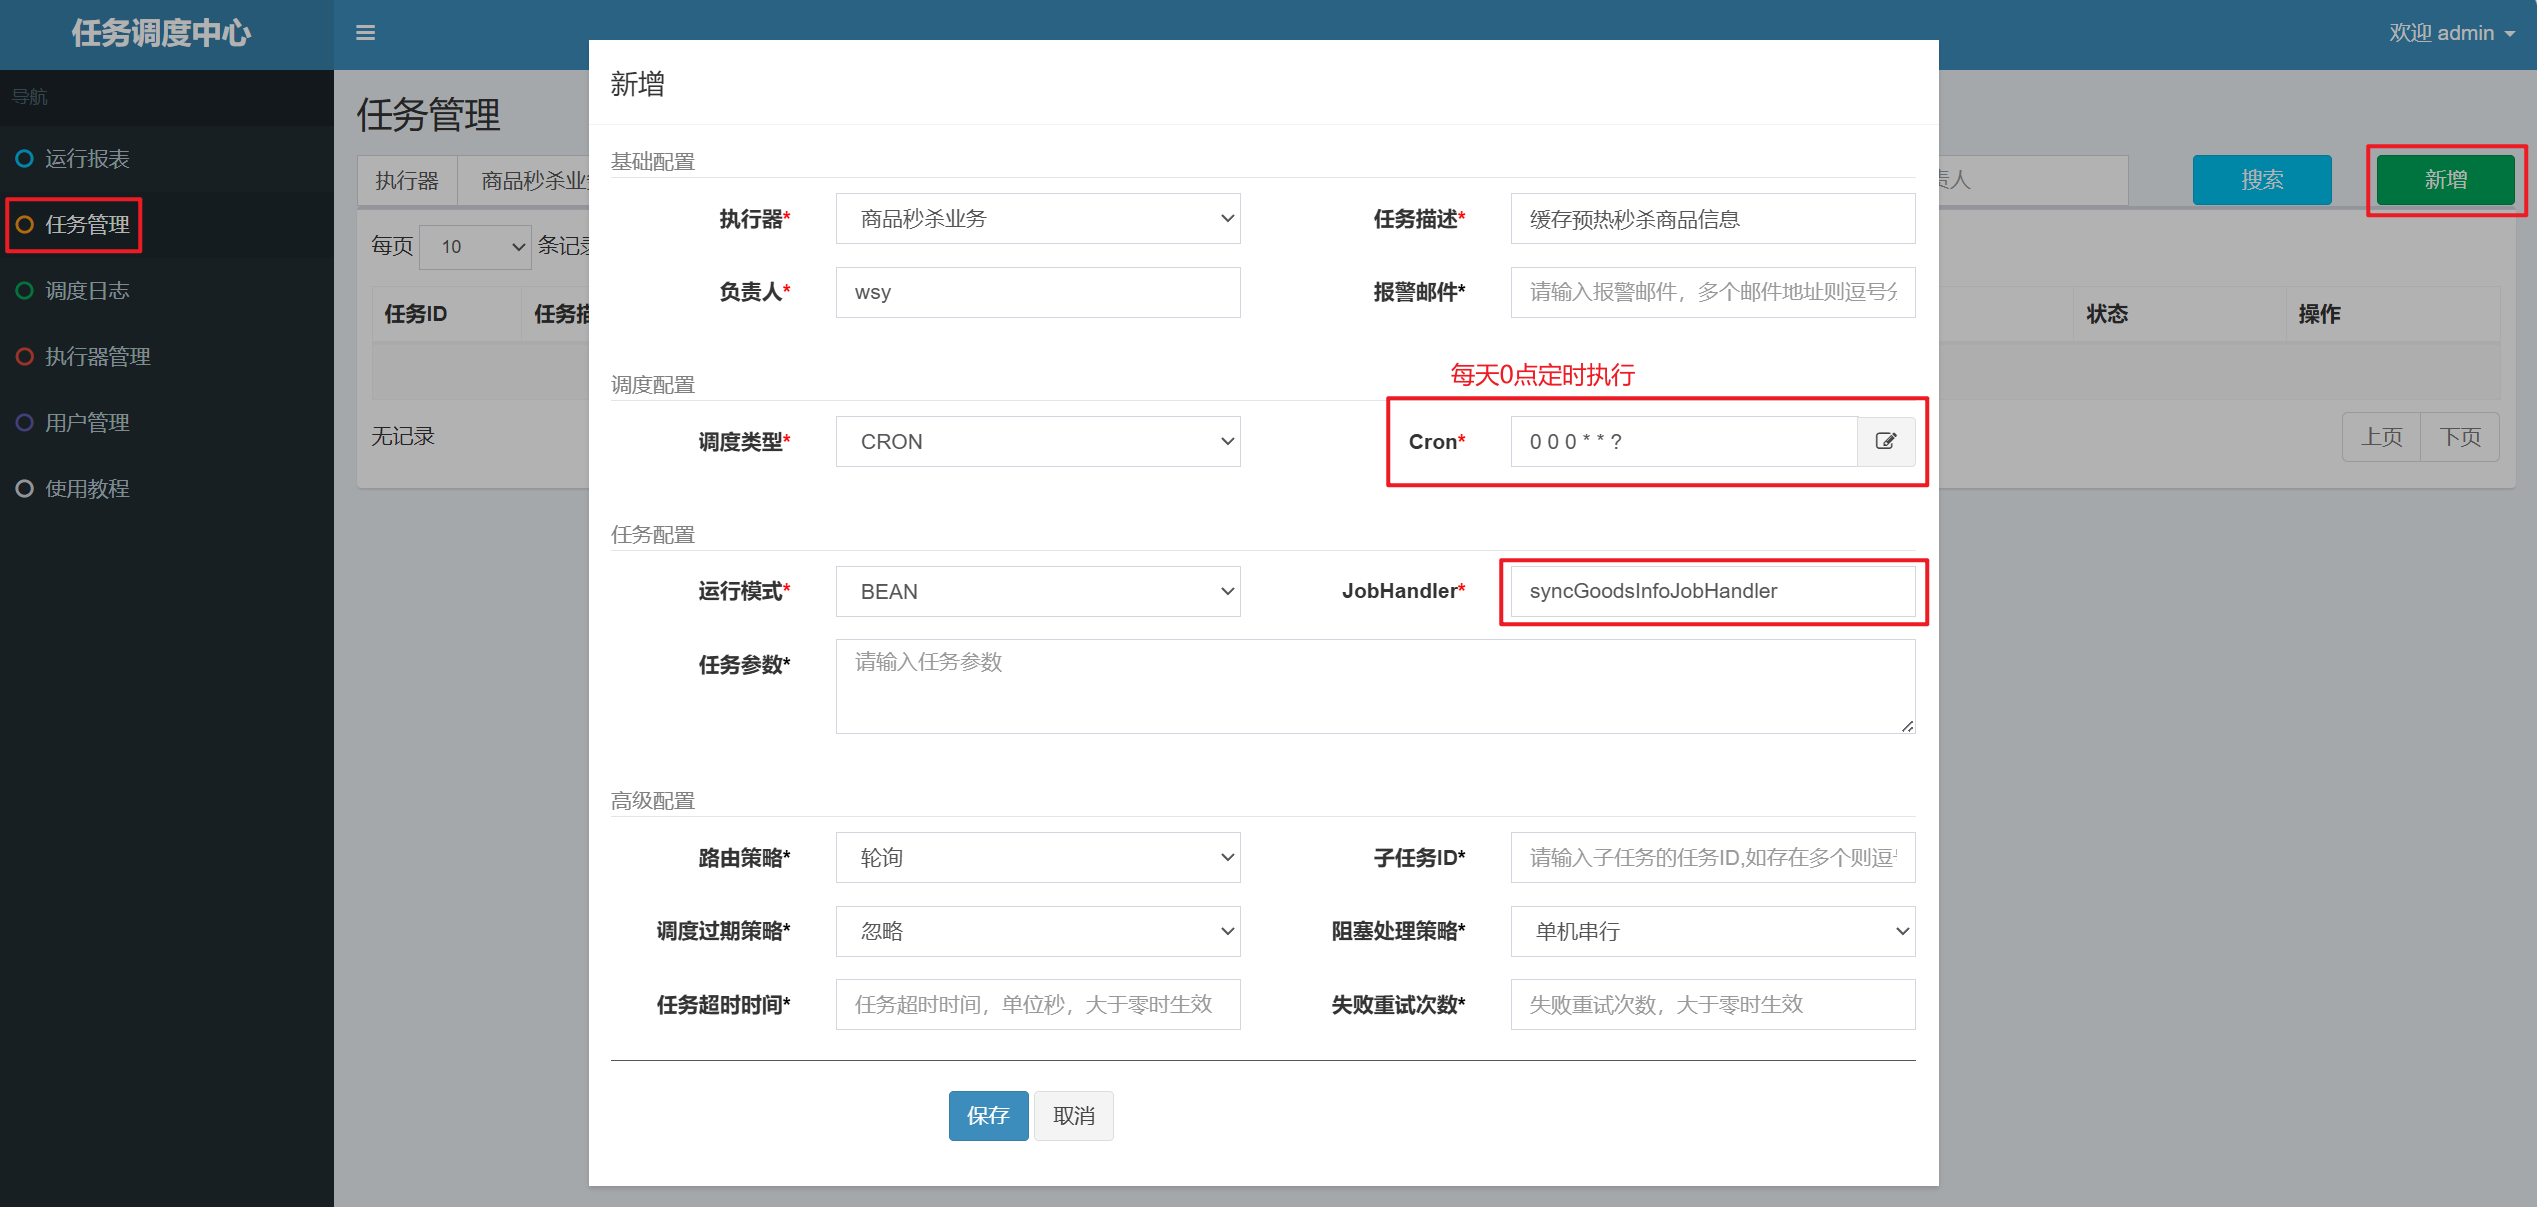 任务调度中心
欢迎 admin
导航
运行报表
任务管理
调度日志
执行器管理
用户管理
使用教程
任务管理
执行器 商品秒杀业
责人 搜索 新增
每页 10 条记录
任务ID 任务描 状态 操作
无记录
上页 下页
新增
基础配置
执行器* 商品秒杀业务 任务描述* 缓存预热秒杀商品信息
负责人* wsy 报警邮件* 请输入报警邮件，多个邮件地址则逗号分
每天0点定时执行
调度配置
调度类型* CRON Cron* 0 0 0 * * ?
任务配置
运行模式* BEAN JobHandler* syncGoodsInfoJobHandler
任务参数* 请输入任务参数
高级配置
路由策略* 轮询 子任务ID* 请输入子任务的任务ID,如存在多个则逗号
调度过期策略* 忽略 阻塞处理策略* 单机串行
任务超时时间* 任务超时时间，单位秒，大于零时生效 失败重试次数* 失败重试次数，大于零时生效
保存 取消